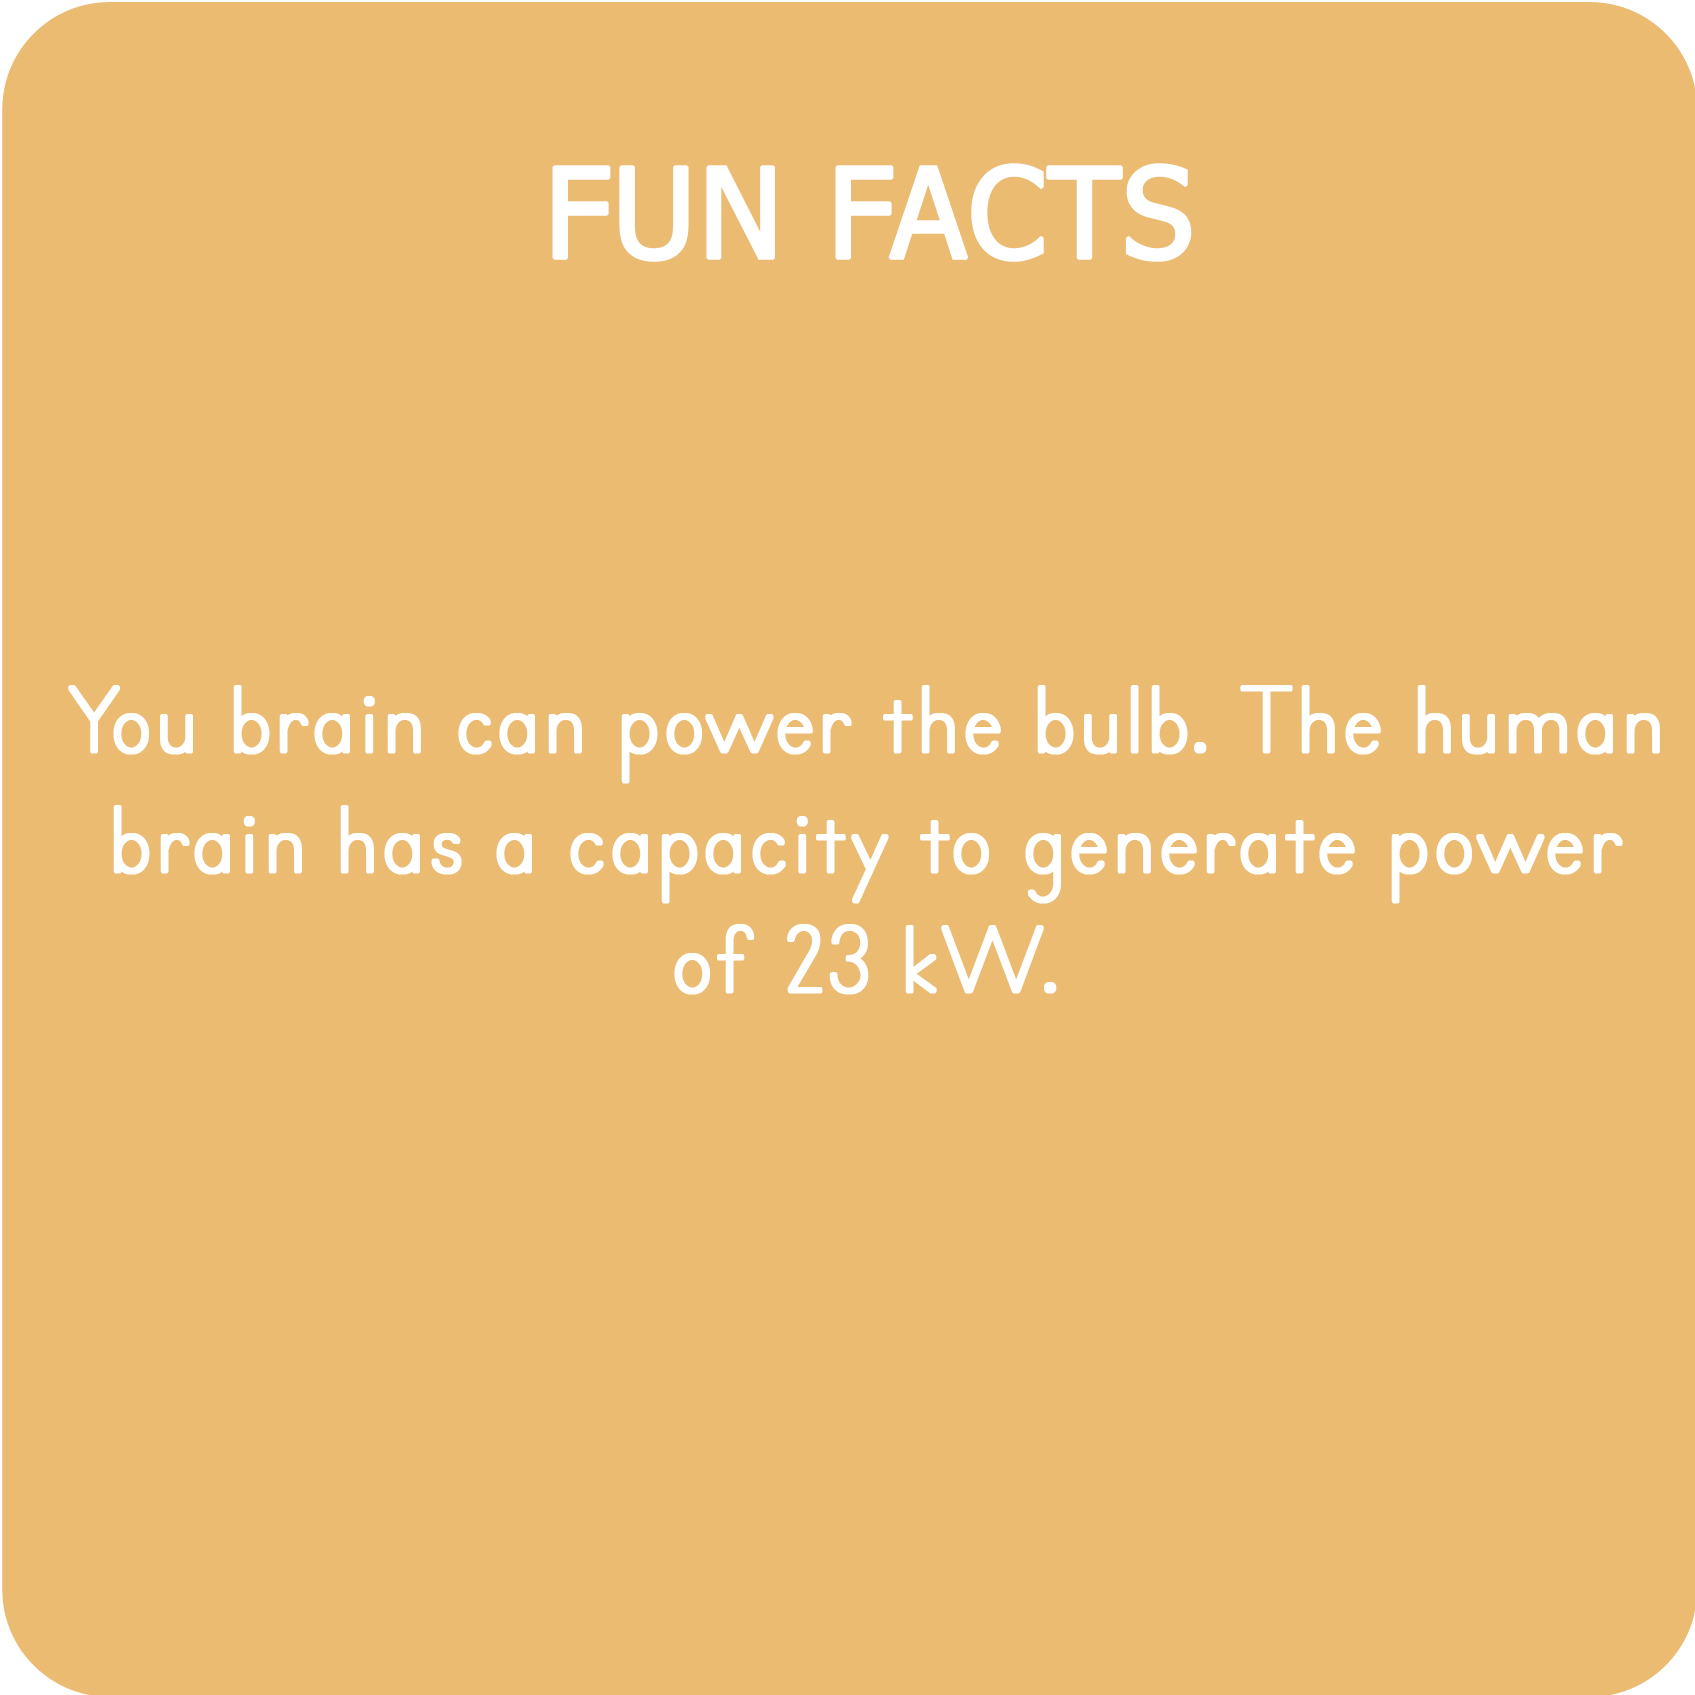 FUN FACTS
You brain can power the bulb. The human
brain has a capacity to generate power
of 23 kW.